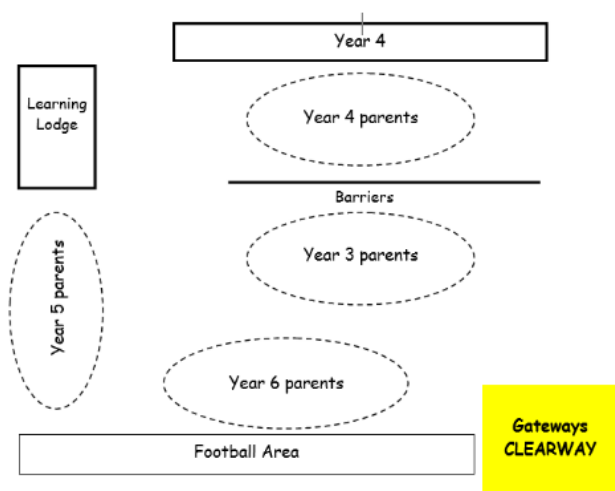 Year 4
Learning
Lodge
Year 4 parents
Barriers
Year 3 parents
Year 5 parents
Year 6 parents
Gateways
CLEARWAY
Football Area